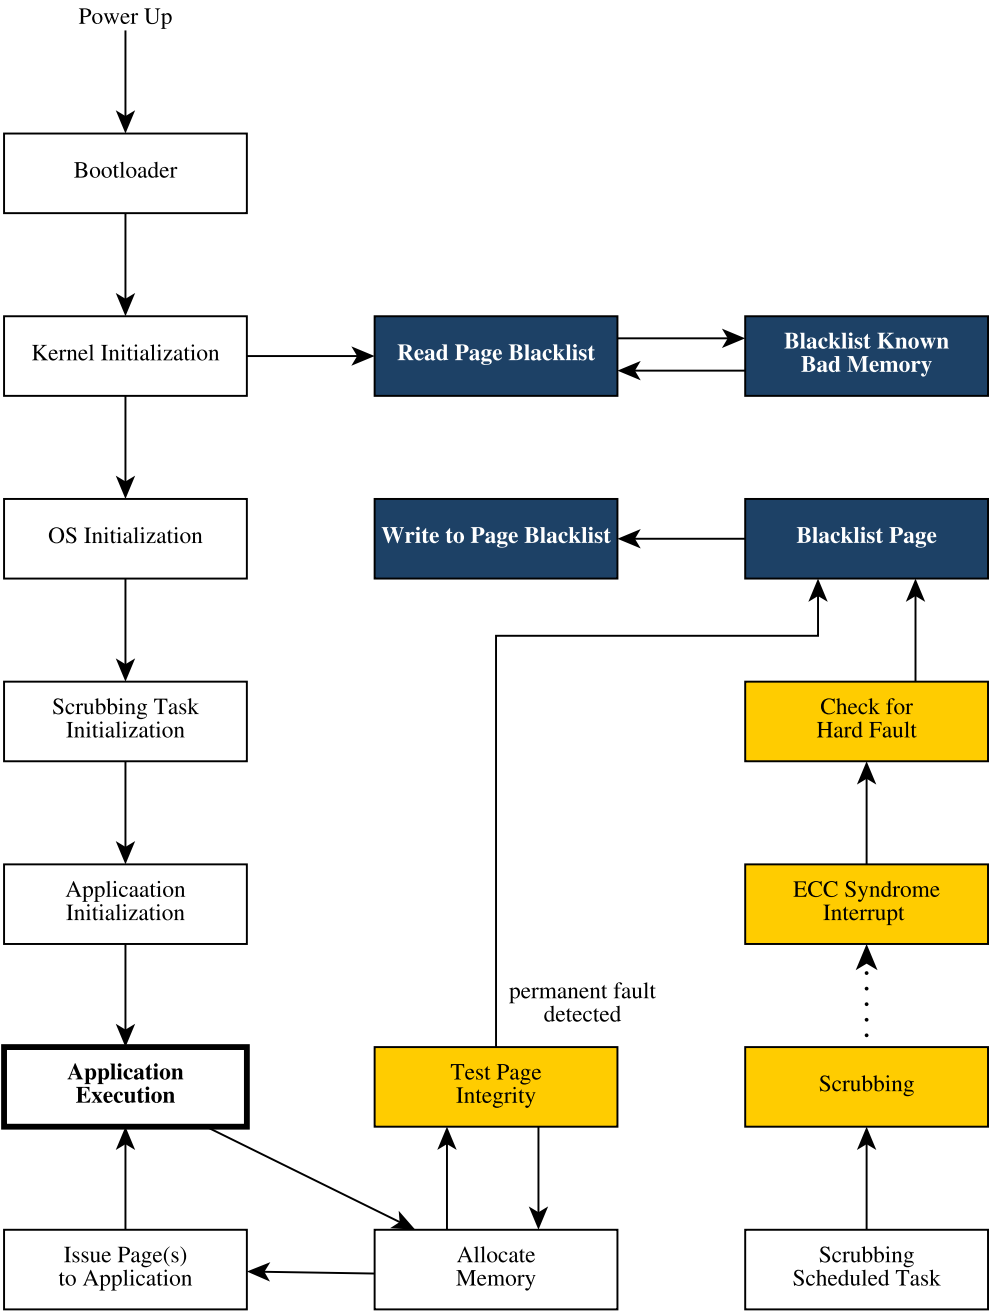 Power Up
Bootloader
Kernel Initialization
Read Page Blacklist
Blacklist Known
Bad Memory
OS Initialization
Write to Page Blacklist
Blacklist Page
Scrubbing Task
Initialization
Check for
Hard Fault
Applicaation
Initialization
ECC Syndrome
Interrupt
permanent fault
detected
Application
Execution
Test Page
Integrity
Scrubbing
Issue Page(s)
to Application
Allocate
Memory
Scrubbing
Scheduled Task